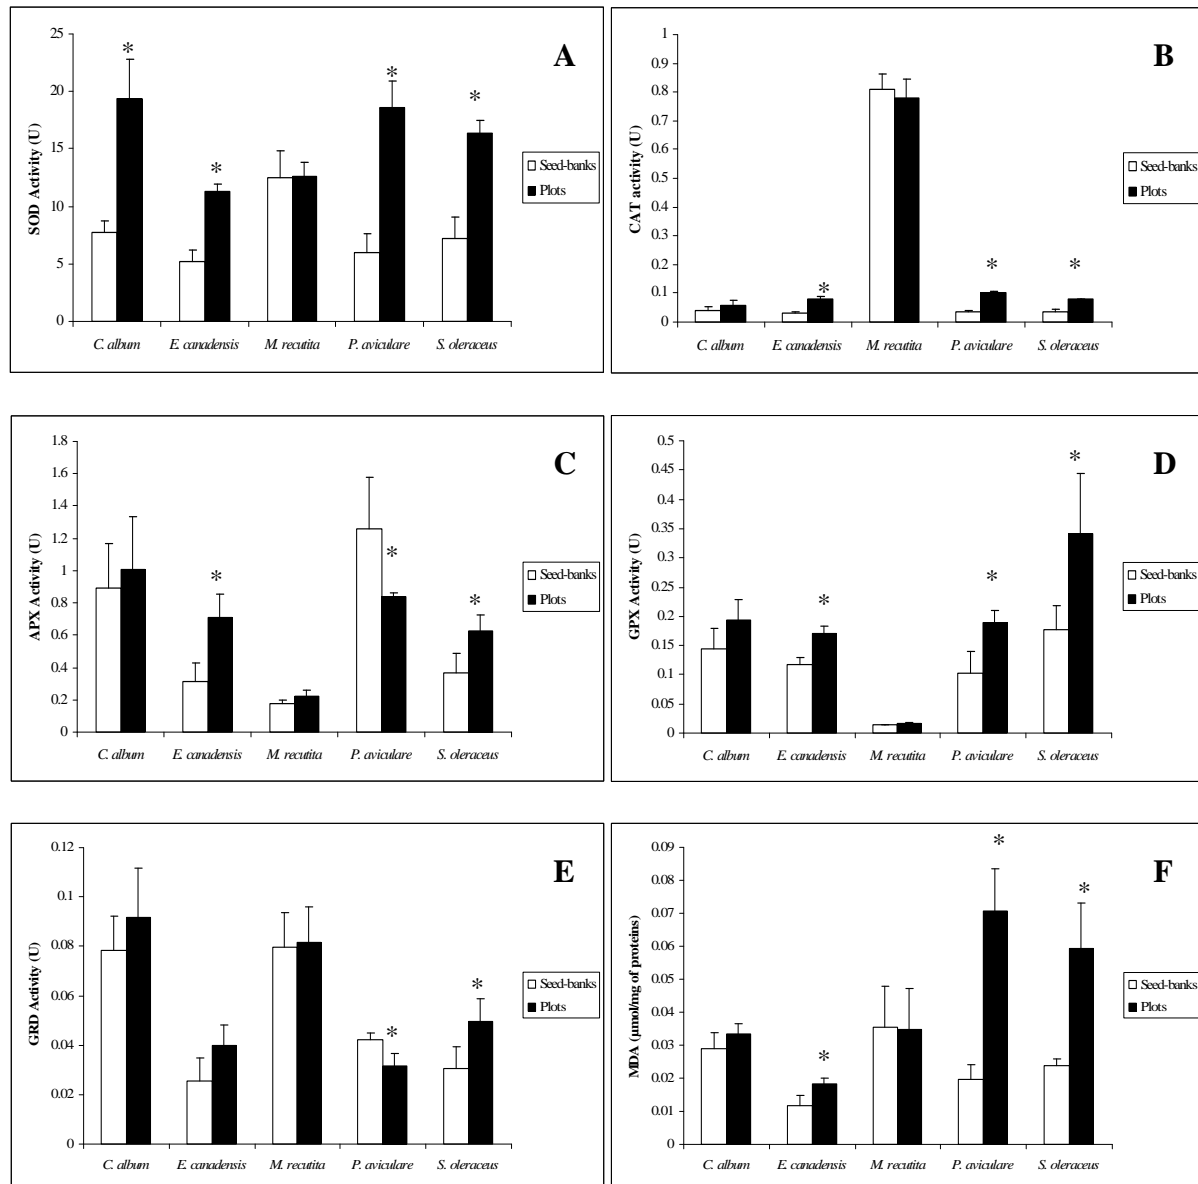 A
SOD Activity (U)
25
20
15
10
5
0
*
*
*
*
Seed-banks
Plots
C. album E. canadensis M. recutita P. aviculare S. oleraceus
B
CAT activity (U)
1
0.9
0.8
0.7
0.6
0.5
0.4
0.3
0.2
0.1
0
*
*
*
Seed-banks
Plots
C. album E. canadensis M. recutita P. aviculare S. oleraceus
C
APX Activity (U)
1.8
1.6
1.4
1.2
1
0.8
0.6
0.4
0.2
0
*
*
*
Seed-banks
Plots
C. album E. canadensis M. recutita P. aviculare S. oleraceus
D
GPX Activity (U)
0.5
0.45
0.4
0.35
0.3
0.25
0.2
0.15
0.1
0.05
0
*
*
*
Seed-banks
Plots
C. album E. canadensis M. recutita P. aviculare S. oleraceus
E
GRD Activity (U)
0.12
0.1
0.08
0.06
0.04
0.02
0
*
*
Seed-banks
Plots
C. album E. canadensis M. recutita P. aviculare S. oleraceus
F
MDA (µmol/mg of proteins)
0.09
0.08
0.07
0.06
0.05
0.04
0.03
0.02
0.01
0
*
*
*
Seed-banks
Plots
C. album E. canadensis M. recutita P. aviculare S. oleraceus